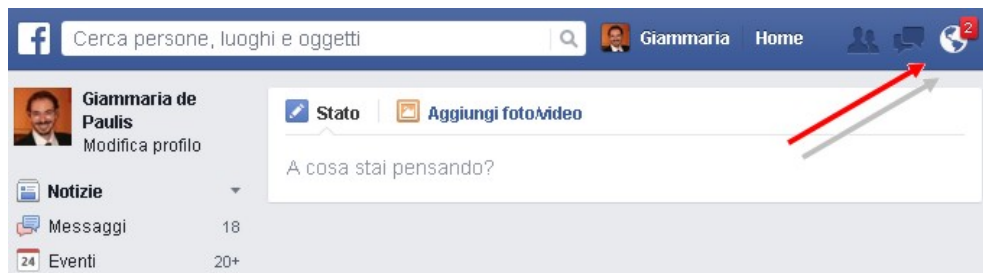 f Cerca persone, luoghi e oggetti Giammaria Home 2
Giammaria de
Paulis
Modifica profilo
Stato Aggiungi foto/video
A cosa stai pensando?
Notizie
Messaggi 18
24 Eventi 20+